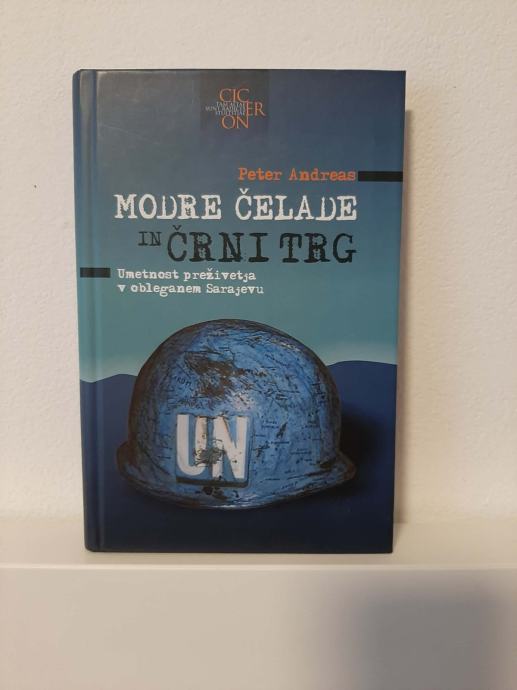 CIC
ER
ON
Peter Andreas
MODRE ČELADE
IN ČRNI TRG
Umetnost preživetja
v obleganem Sarajevu
UN